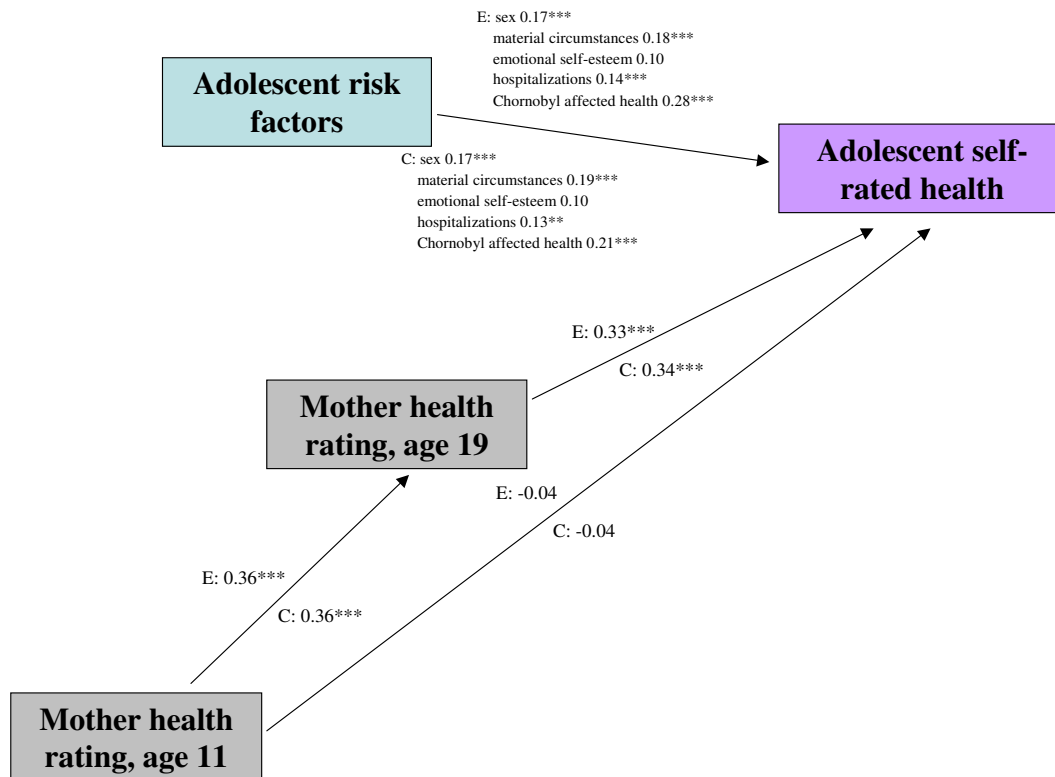 E: sex 0.17***
material circumstances 0.18***
emotional self-esteem 0.10
hospitalizations 0.14***
Chornobyl affected health 0.28***
Adolescent risk
factors
Adolescent self-
rated health
C: sex 0.17***
material circumstances 0.19***
emotional self-esteem 0.10
hospitalizations 0.13**
Chornobyl affected health 0.21***
E: 0.33***
C: 0.34***
Mother health
rating, age 19
E: -0.04
C: -0.04
E: 0.36***
C: 0.36***
Mother health
rating, age 11